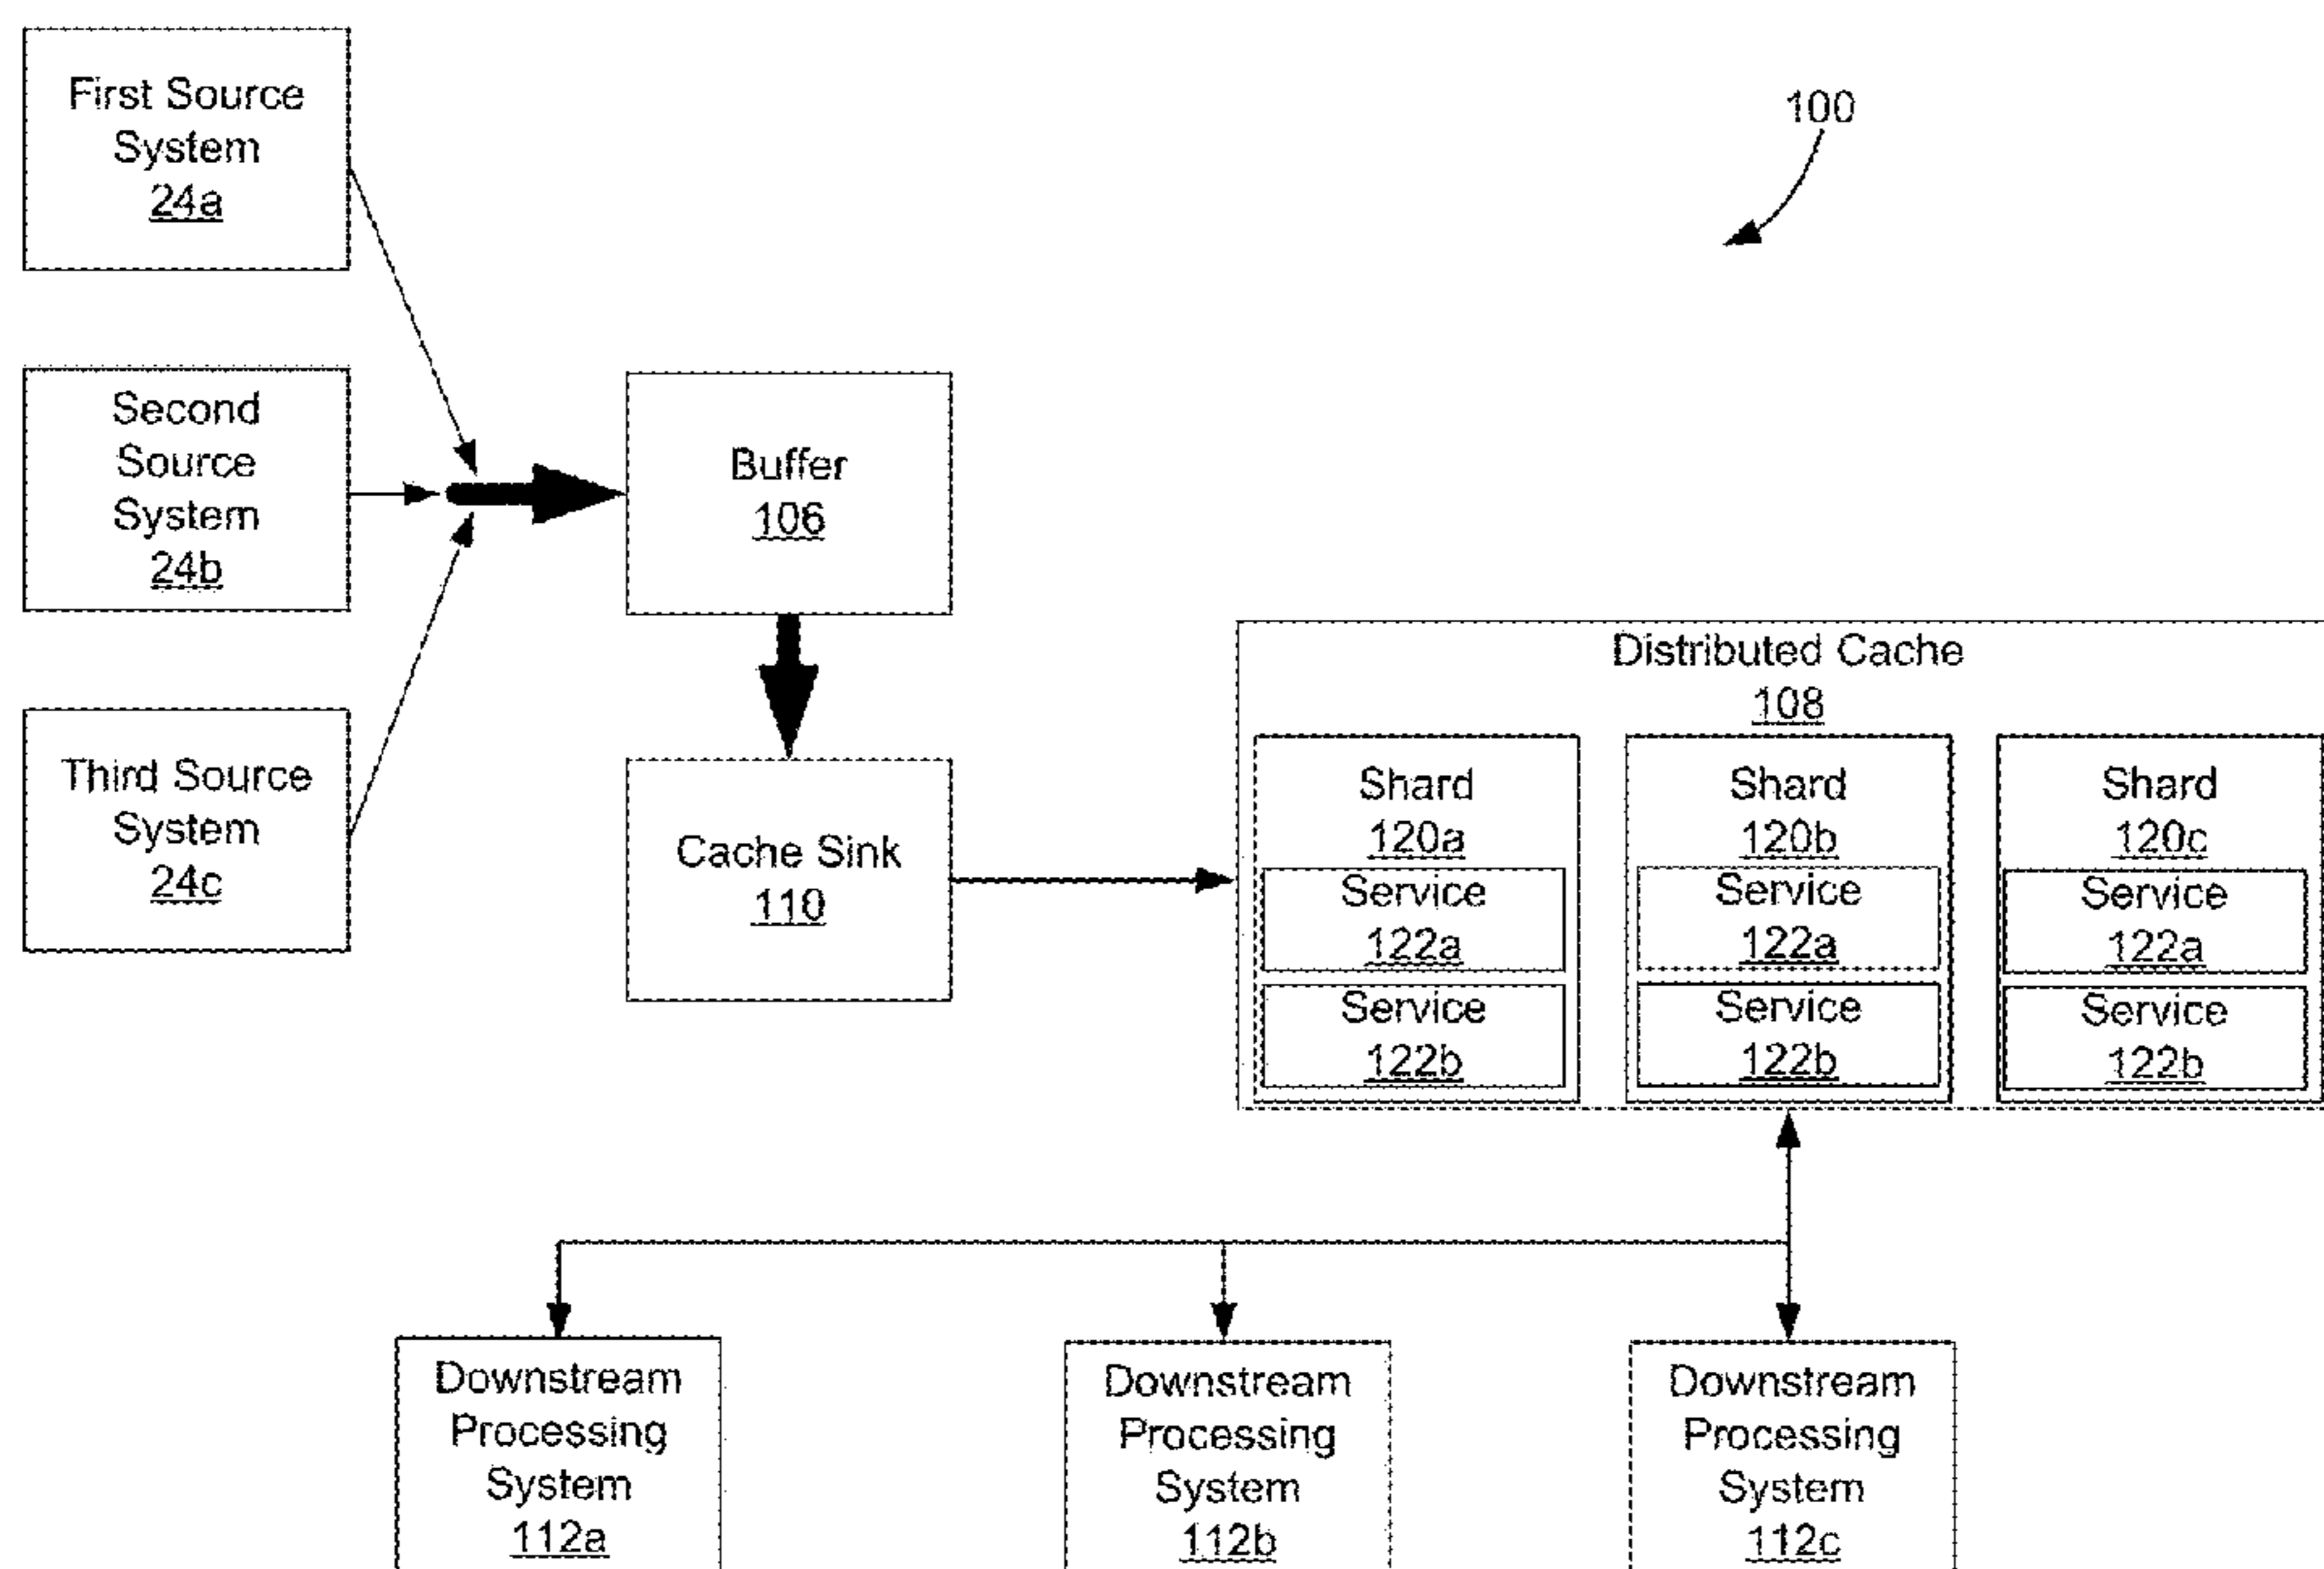 First Source
System
24a
100
Second
Source
System
24b
Buffer
106
Third Source
System
24c
Cache Sink
110
Distributed Cache
108
Shard
120a
Service
122a
Service
122b
Shard
120b
Service
122a
Service
122b
Shard
120c
Service
122a
Service
122b
Downstream
Processing
System
112a
Downstream
Processing
System
112b
Downstream
Processing
System
112c